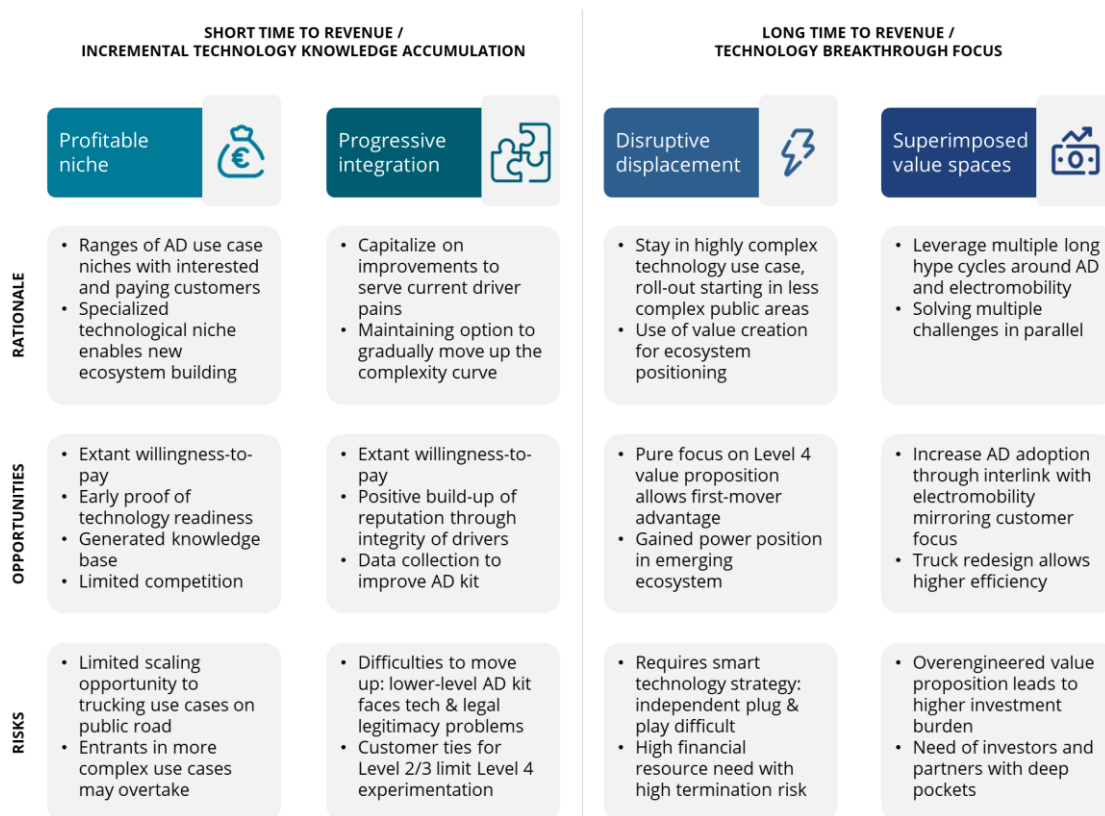 SHORT TIME TO REVENUE /
INCREMENTAL TECHNOLOGY KNOWLEDGE ACCUMULATION
LONG TIME TO REVENUE /
TECHNOLOGY BREAKTHROUGH FOCUS
Profitable
niche
€
Progressive
integration
Disruptive
displacement
Superimposed
value spaces
RATIONALE
• Ranges of AD use case
niches with interested
and paying customers
• Specialized
technological niche
enables new
ecosystem building
• Capitalize on
improvements to
serve current driver
pains
• Maintaining option to
gradually move up the
complexity curve
• Stay in highly complex
technology use case,
roll-out starting in less
complex public areas
• Use of value creation
for ecosystem
positioning
• Leverage multiple long
hype cycles around AD
and electromobility
• Solving multiple
challenges in parallel
OPPORTUNITIES
• Extant willingness-to-
pay
• Early proof of
technology readiness
• Generated knowledge
base
• Limited competition
• Extant willingness-to-
pay
• Positive build-up of
reputation through
integrity of drivers
• Data collection to
improve AD kit
• Pure focus on Level 4
value proposition
allows first-mover
advantage
• Gained power position
in emerging
ecosystem
• Increase AD adoption
through interlink with
electromobility
mirroring customer
focus
• Truck redesign allows
higher efficiency
RISKS
• Limited scaling
opportunity to
trucking use cases on
public road
• Entrants in more
complex use cases
may overtake
• Difficulties to move
up: lower-level AD kit
faces tech & legal
legitimacy problems
• Customer ties for
Level 2/3 limit Level 4
experimentation
• Requires smart
technology strategy:
independent plug &
play difficult
• High financial
resource need with
high termination risk
• Overengineered value
proposition leads to
higher investment
burden
• Need of investors and
partners with deep
pockets